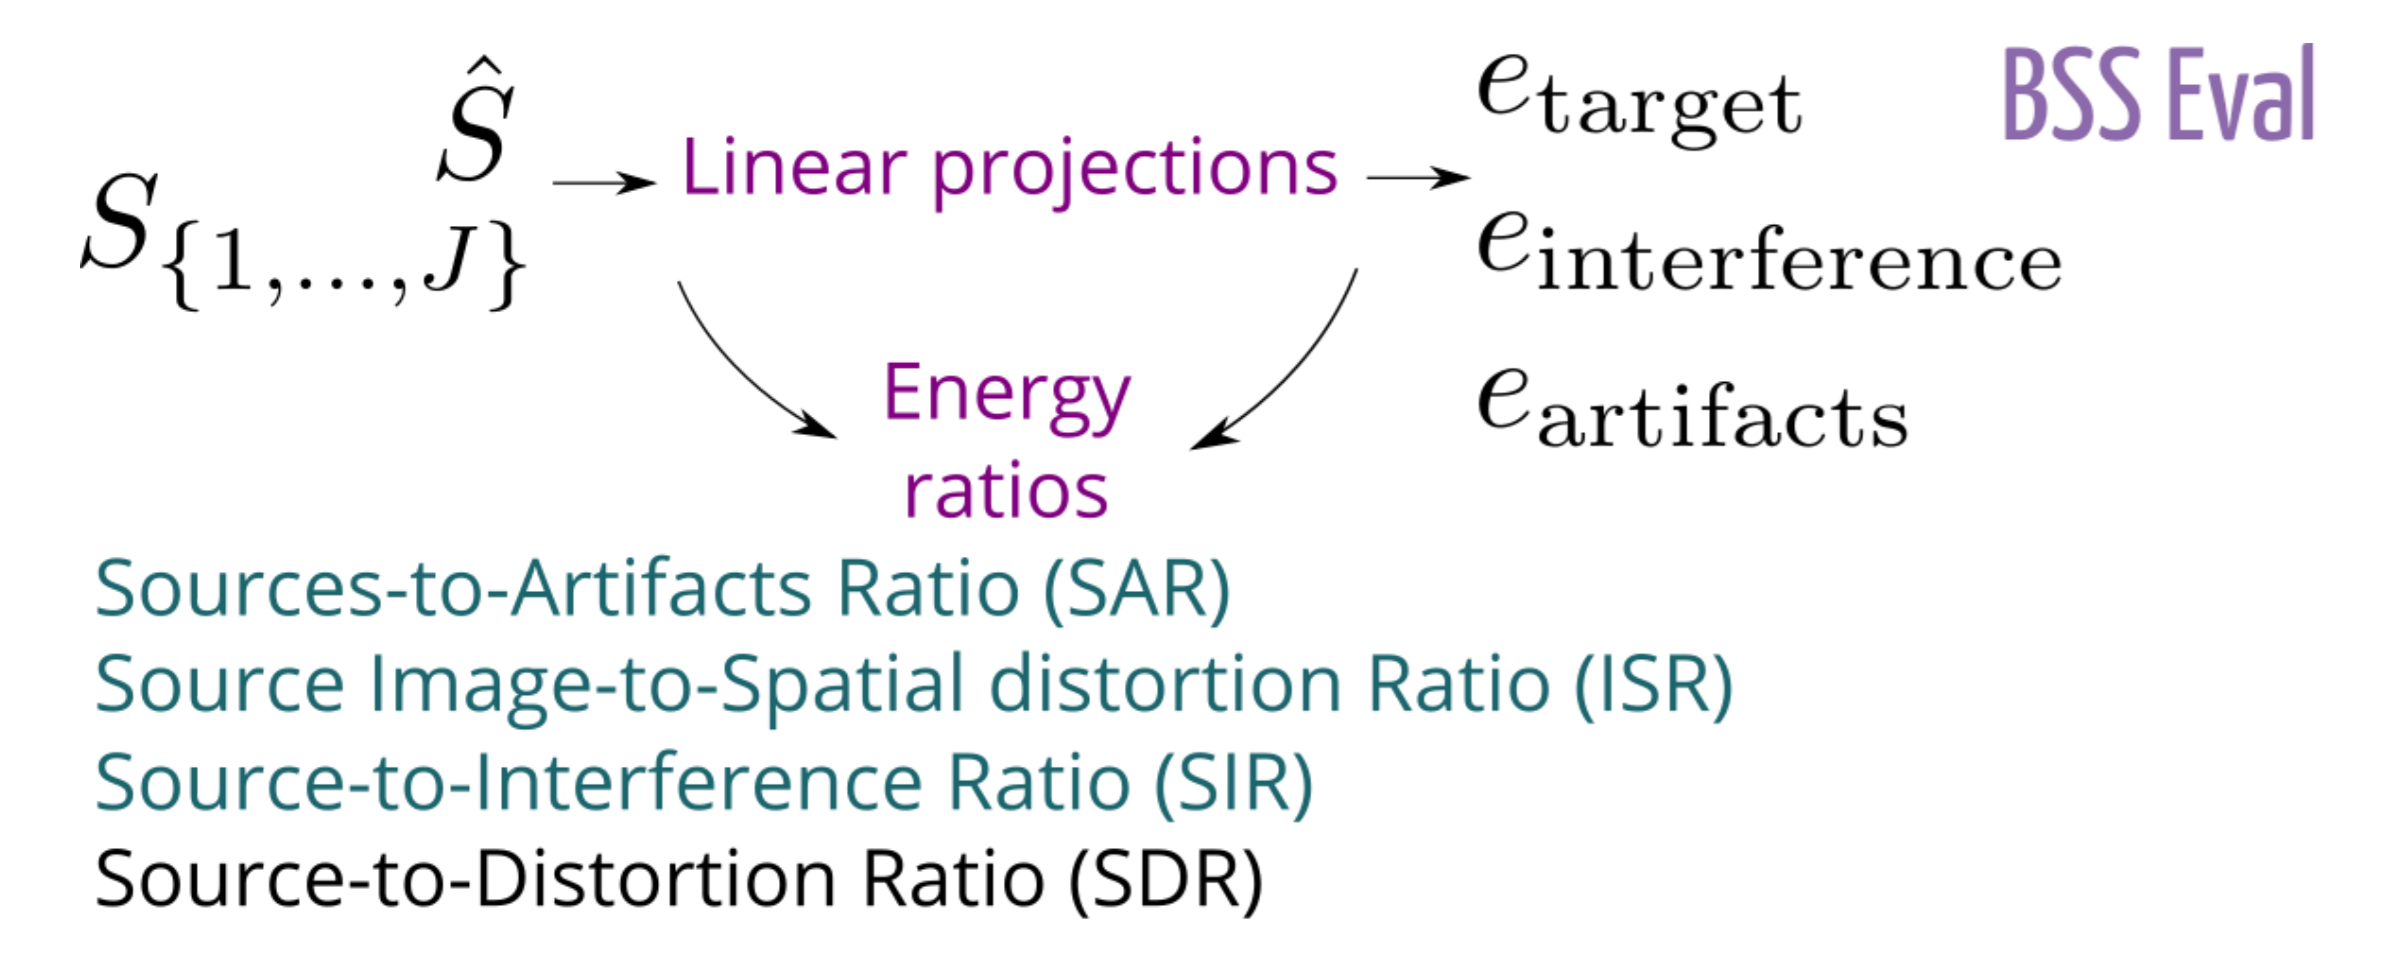 Ŝ
S{1,...,J}
Linear projections
Energy
ratios
e_target
e_interference
e_artifacts
BSS Eval
Sources-to-Artifacts Ratio (SAR)
Source Image-to-Spatial distortion Ratio (ISR)
Source-to-Interference Ratio (SIR)
Source-to-Distortion Ratio (SDR)